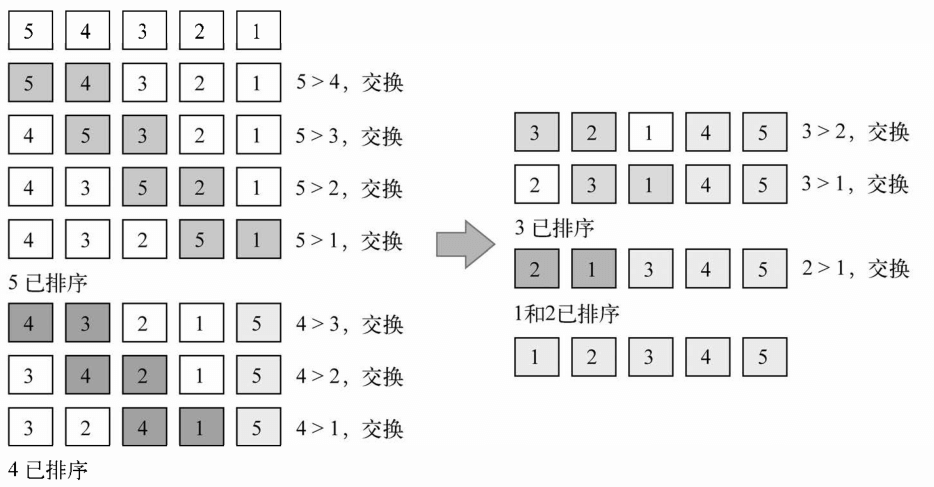 5 4 3 2 1
5 4 3 2 1 5 > 4，交换
4 5 3 2 1 5 > 3，交换
4 3 5 2 1 5 > 2，交换
4 3 2 5 1 5 > 1，交换
5 已排序
4 3 2 1 5 4 > 3，交换
3 4 2 1 5 4 > 2，交换
3 2 4 1 5 4 > 1，交换
4 已排序
3 2 1 4 5 3 > 2，交换
2 3 1 4 5 3 > 1，交换
3 已排序
2 1 3 4 5 2 > 1，交换
1和2已排序
1 2 3 4 5